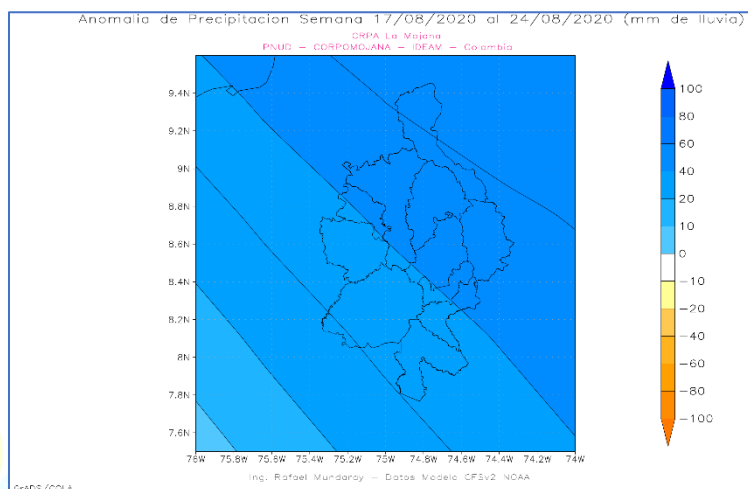 Anomalia de Precipitacion Semana 17/08/2020 al 24/08/2020 (mm de lluvia)
CRPA La Mojana
PNUD – CORPOMOJANA – IDEAM – Colombia
9.4N
9.2N
9N
8.8N
8.6N
8.4N
8.2N
8N
7.8N
7.6N
76W 75.8W 75.6W 75.4W 75.2W 75W 74.8W 74.6W 74.4W 74.2W 74W
100
80
60
40
20
0
−10
−20
−40
−60
−80
−100
Ing. Rafael Mundaray – Datos Modelo CFSv2 NOAA
GrADS/COLA